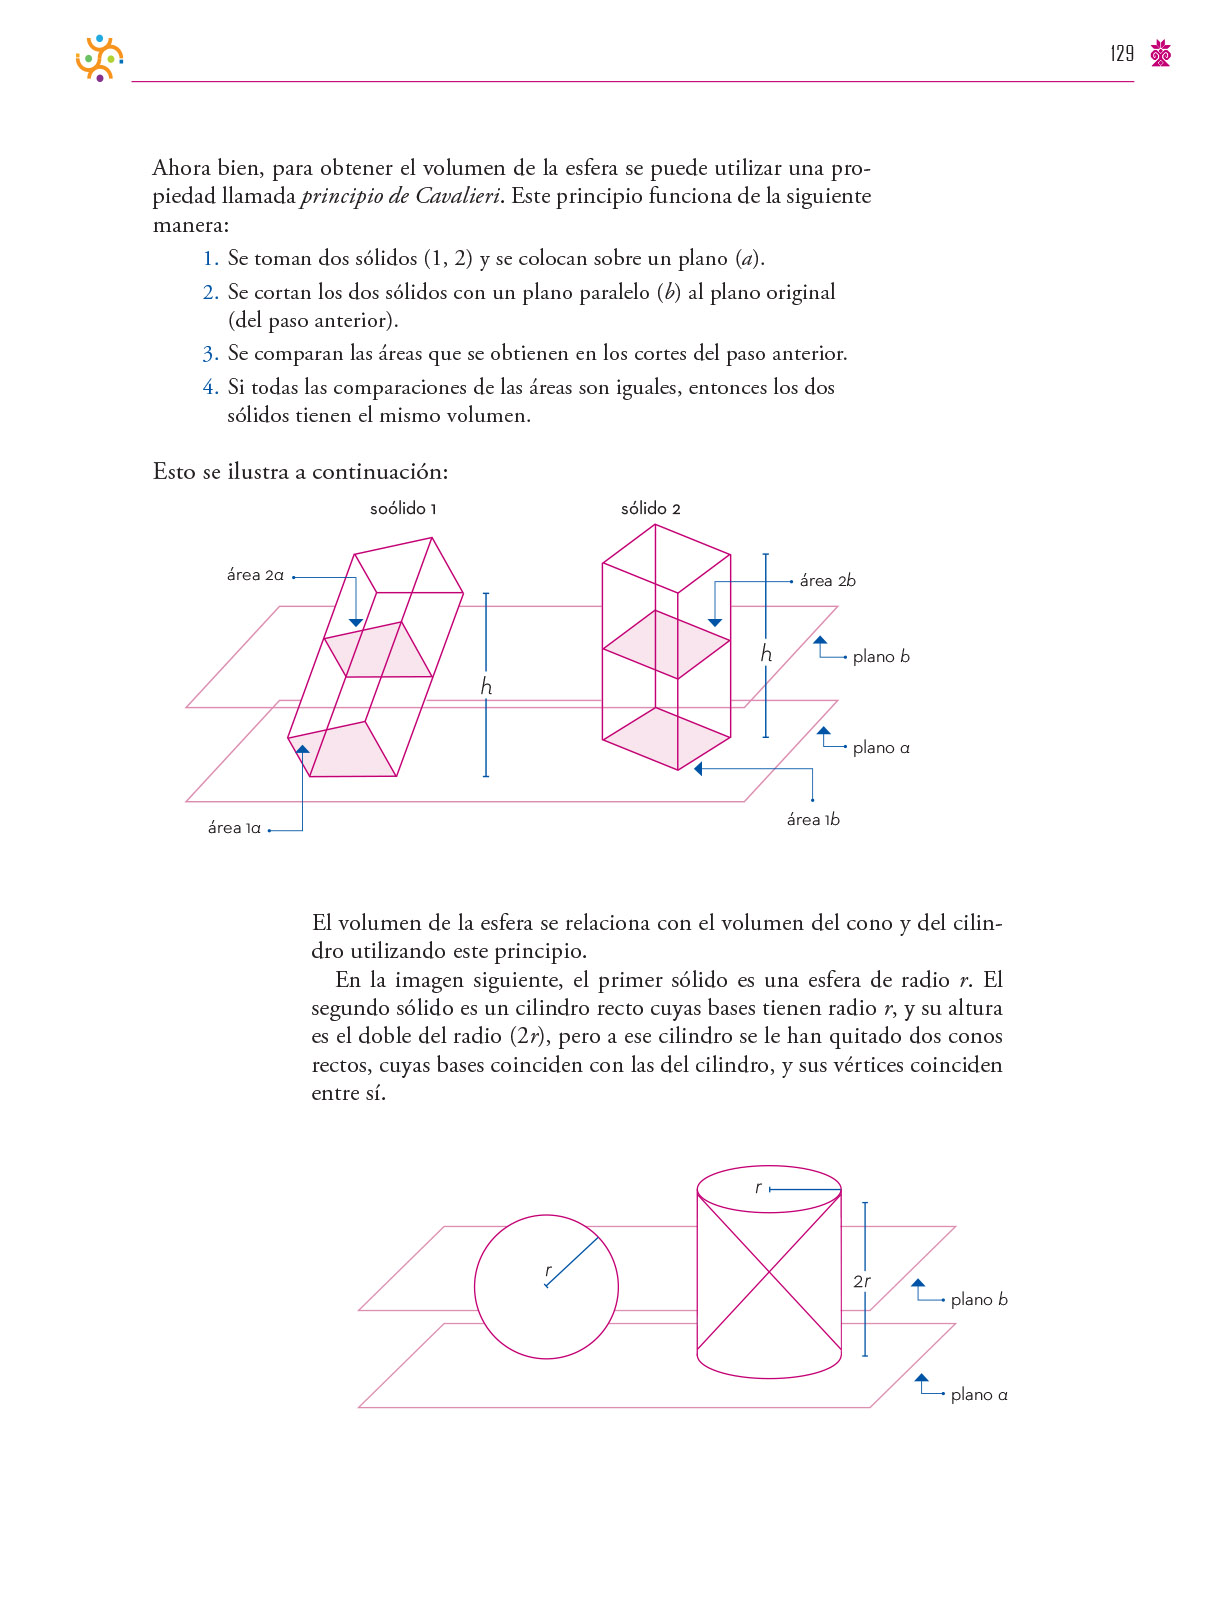 129
Ahora bien, para obtener el volumen de la esfera se puede utilizar una pro-
piedad llamada principio de Cavalieri. Este principio funciona de la siguiente
manera:
1. Se toman dos sólidos (1, 2) y se colocan sobre un plano (a).
2. Se cortan los dos sólidos con un plano paralelo (b) al plano original
(del paso anterior).
3. Se comparan las áreas que se obtienen en los cortes del paso anterior.
4. Si todas las comparaciones de las áreas son iguales, entonces los dos
sólidos tienen el mismo volumen.
Esto se ilustra a continuación:
soólido 1
sólido 2
área 2a
área 2b
h
h
plano b
plano a
área 1a
área 1b
El volumen de la esfera se relaciona con el volumen del cono y del cilin-
dro utilizando este principio.
En la imagen siguiente, el primer sólido es una esfera de radio r. El
segundo sólido es un cilindro recto cuyas bases tienen radio r, y su altura
es el doble del radio (2r), pero a ese cilindro se le han quitado dos conos
rectos, cuyas bases coinciden con las del cilindro, y sus vértices coinciden
entre sí.
r
r
2r
plano b
plano a